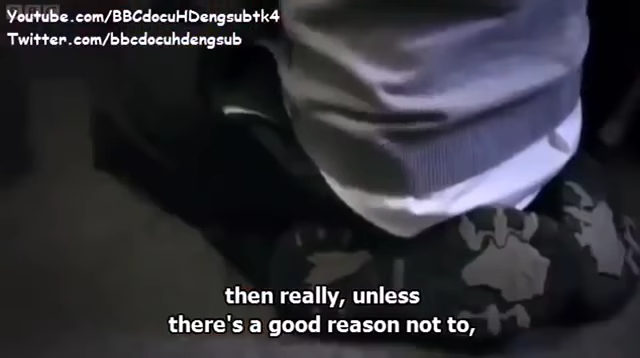 Youtube.com/BBCdocuHDengsubtk4
Twitter.com/bbcdocuhdengsub
then really, unless
there's a good reason not to,